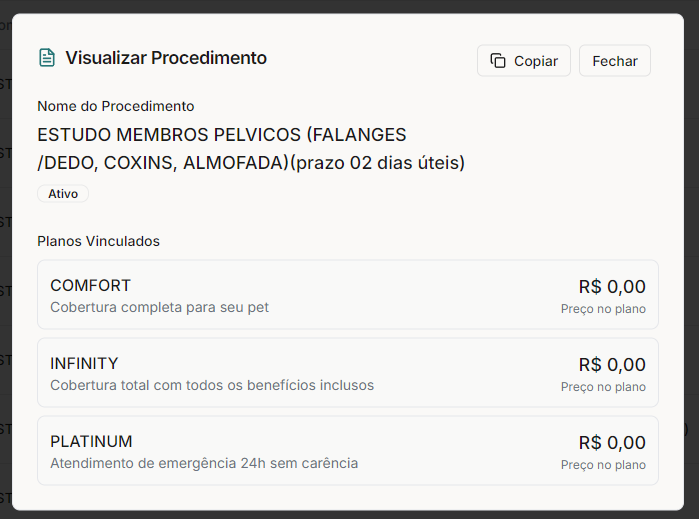 Visualizar Procedimento
Copiar
Fechar
Nome do Procedimento
ESTUDO MEMBROS PELVICOS (FALANGES
/DEDO, COXINS, ALMOFADA)(prazo 02 dias úteis)
Ativo
Planos Vinculados
COMFORT
R$ 0,00
Cobertura completa para seu pet
Preço no plano
INFINITY
R$ 0,00
Cobertura total com todos os benefícios inclusos
Preço no plano
PLATINUM
R$ 0,00
Atendimento de emergência 24h sem carência
Preço no plano